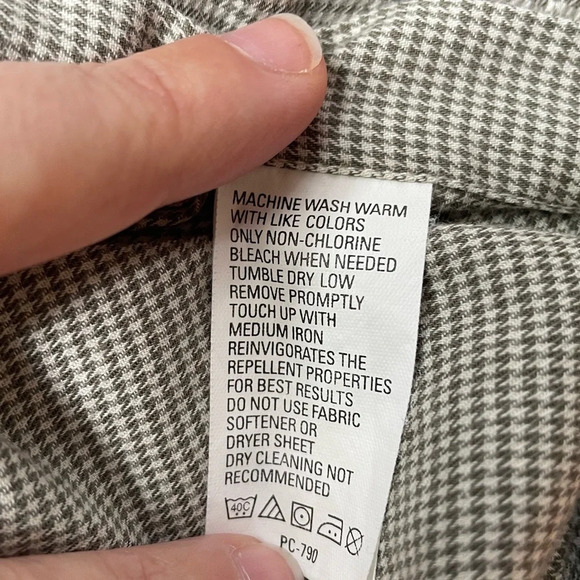 MACHINE WASH WARM
WITH LIKE COLORS
ONLY NON-CHLORINE
BLEACH WHEN NEEDED
TUMBLE DRY LOW
REMOVE PROMPTLY
TOUCH UP WITH
MEDIUM IRON
REINVIGORATES THE
REPELLENT PROPERTIES
FOR BEST RESULTS
DO NOT USE FABRIC
SOFTENER OR
DRYER SHEET
DRY CLEANING NOT
RECOMMENDED
40C
PC-790